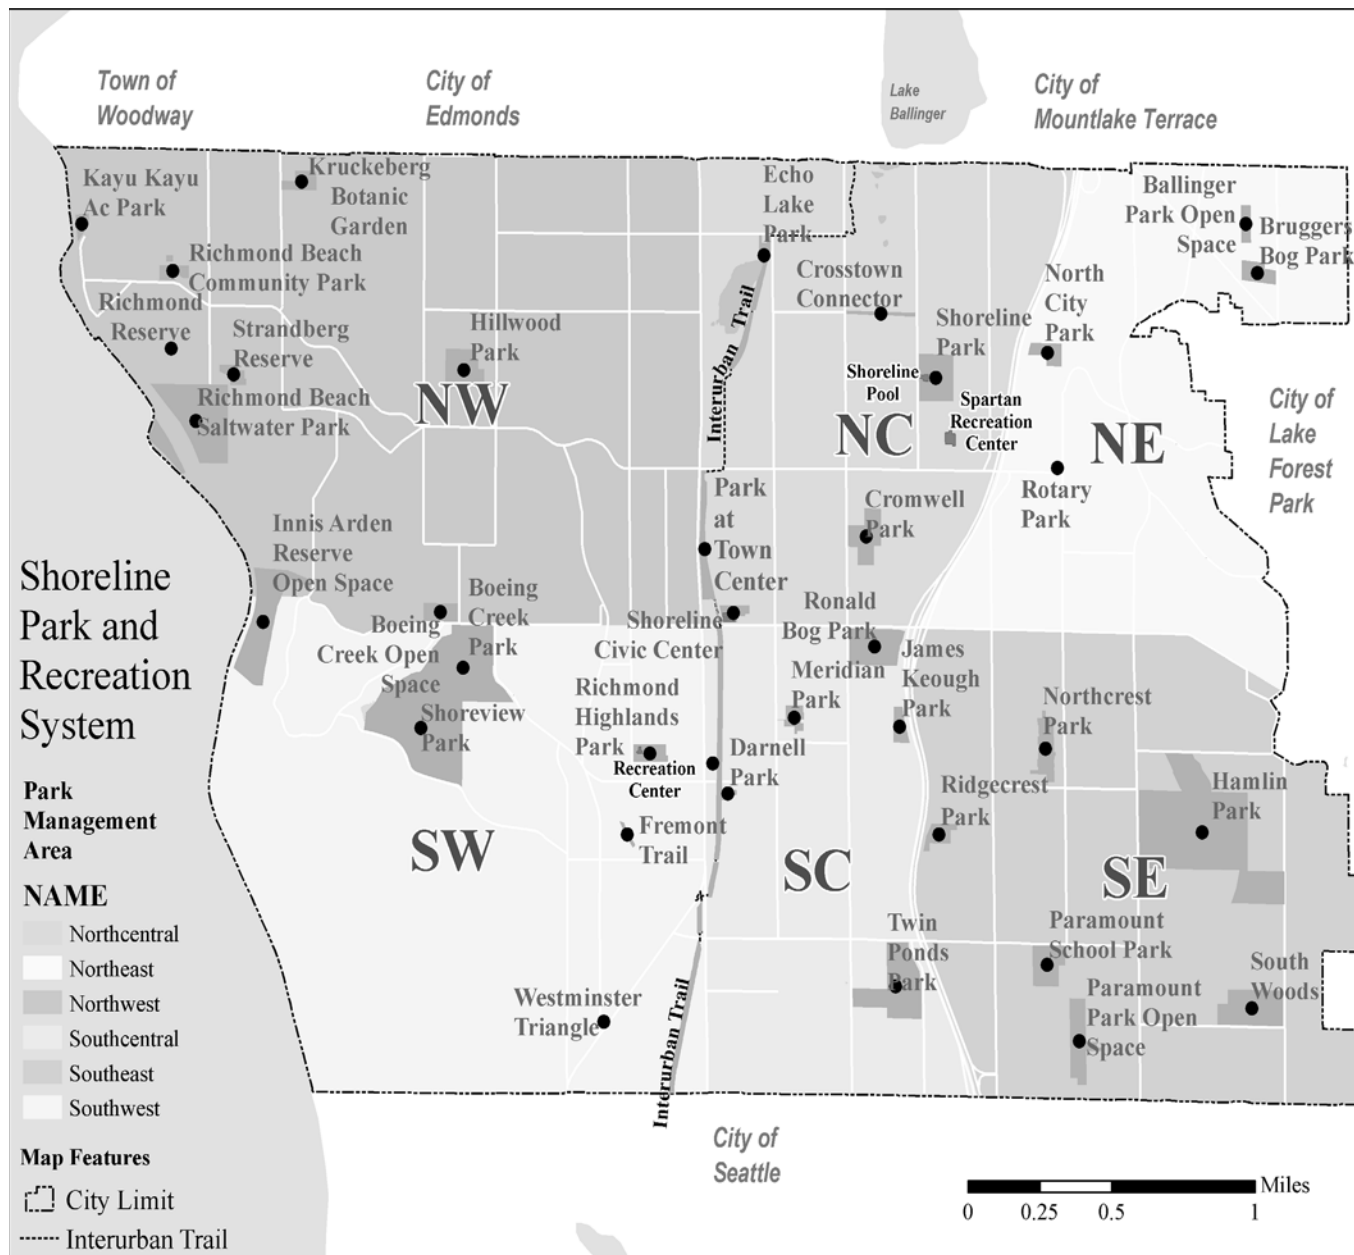 Town of
Woodway
City of
Edmonds
Lake
Ballinger
City of
Mountlake Terrace
Kayu Kayu
Ac Park
Kruckeberg
Botanic
Garden
Echo
Lake
Park
Ballinger
Park Open
Space
Bruggers
Bog Park
Richmond Beach
Community Park
Crosstown
Connector
North
City
Park
Richmond
Reserve
Strandberg
Reserve
Hillwood
Park
Interurban Trail
Shoreline
Park
Shoreline
Pool
Spartan
Recreation
Center
Richmond Beach
Saltwater Park
NW
NC
NE
City of
Lake
Forest
Park
Park
at
Town
Center
Cromwell
Park
Rotary
Park
Innis Arden
Reserve
Open Space
Boeing
Creek
Park
Boeing
Creek Open
Space
Shoreline
Civic Center
Ronald
Bog Park
James
Keough
Park
Meridian
Park
Northcrest
Park
Shoreview
Park
Richmond
Highlands
Park
Recreation
Center
Darnell
Park
Ridgecrest
Park
Hamlin
Park
Fremont
Trail
SW
SC
SE
Twin
Ponds
Park
Paramount
School Park
South
Woods
Paramount
Park Open
Space
Westminster
Triangle
Interurban Trail
City of
Seattle
Shoreline
Park and
Recreation
System
Park
Management
Area
NAME
Northcentral
Northeast
Northwest
Southcentral
Southeast
Southwest
Map Features
City Limit
Interurban Trail
Miles
0 0.25 0.5 1